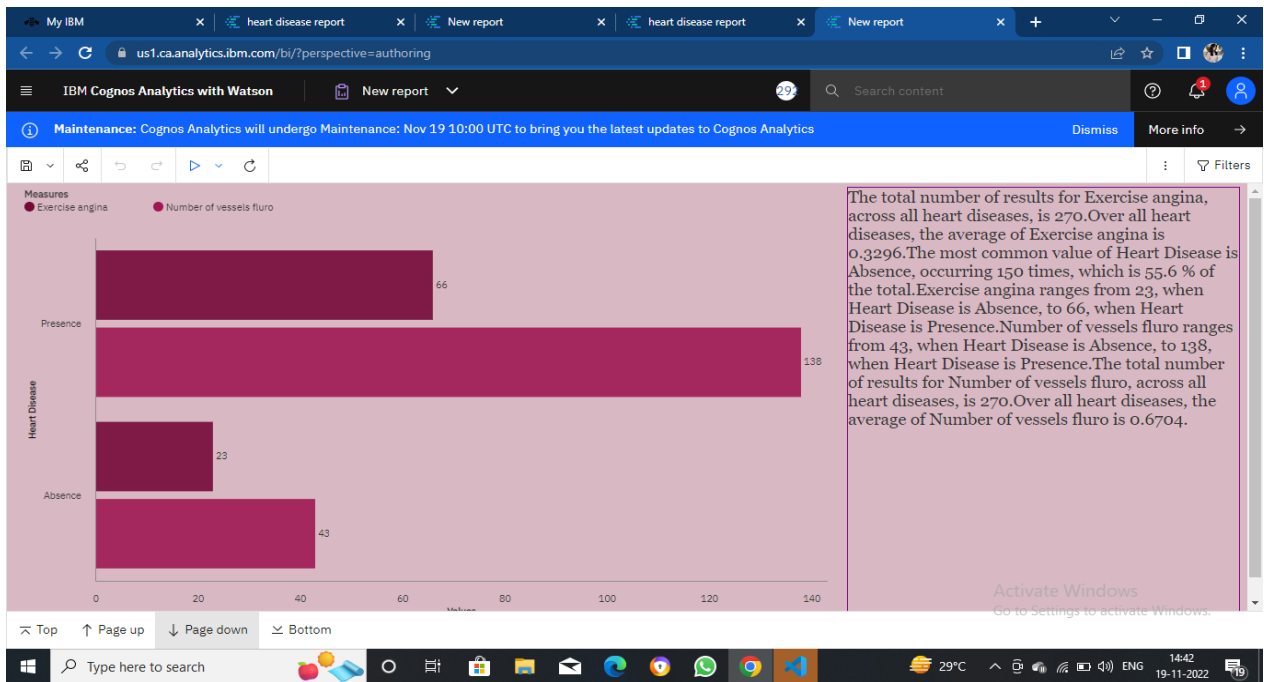 My IBM
heart disease report
New report
heart disease report
New report
us1.ca.analytics.ibm.com/bi/?perspective=authoring
IBM Cognos Analytics with Watson
New report
292
Search content
1
Maintenance: Cognos Analytics will undergo Maintenance: Nov 19 10:00 UTC to bring you the latest updates to Cognos Analytics
Dismiss
More info
Filters
Measures
Exercise angina
Number of vessels fluro
66
Presence
138
Heart Disease
23
Absence
43
0 20 40 60 80 100 120 140
Values
The total number of results for Exercise angina,
across all heart diseases, is 270.Over all heart
diseases, the average of Exercise angina is
0.3296.The most common value of Heart Disease is
Absence, occurring 150 times, which is 55.6 % of
the total.Exercise angina ranges from 23, when
Heart Disease is Absence, to 66, when Heart
Disease is Presence.Number of vessels fluro ranges
from 43, when Heart Disease is Absence, to 138,
when Heart Disease is Presence.The total number
of results for Number of vessels fluro, across all
heart diseases, is 270.Over all heart diseases, the
average of Number of vessels fluro is 0.6704.
Activate Windows
Go to Settings to activate Windows.
Top
Page up
Page down
Bottom
Type here to search
29°C
ENG
14:42
19-11-2022
19